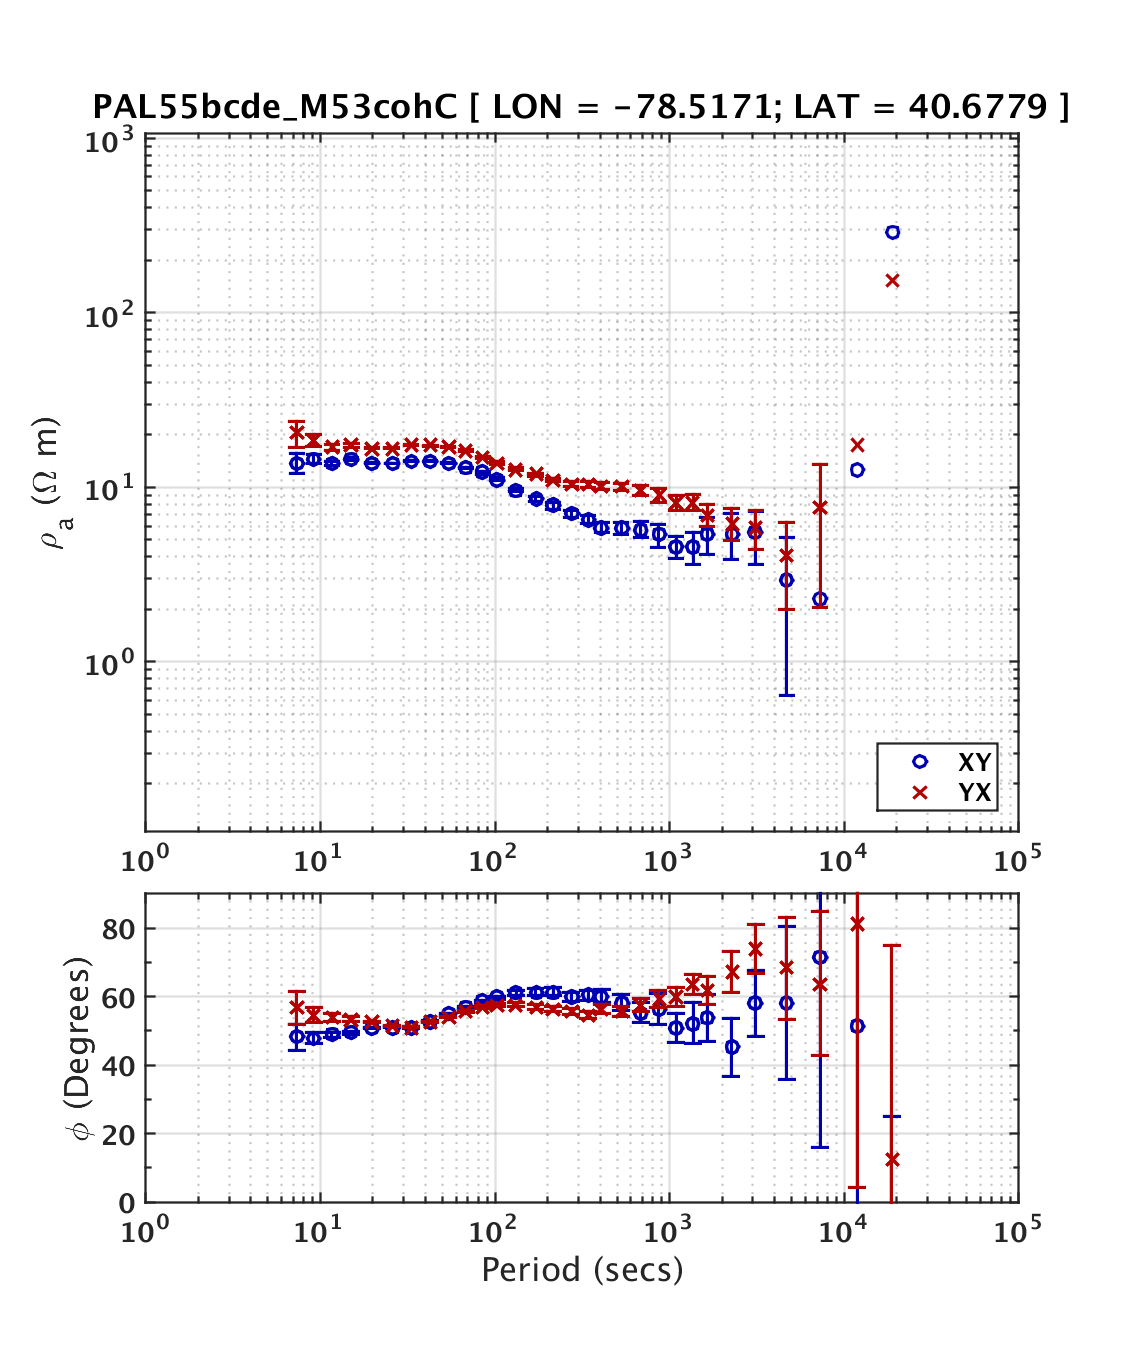 PAL55bcde_M53cohC [ LON = -78.5171; LAT = 40.6779 ]
10³
10²
10¹
10⁰
ρₐ (Ω m)
XY
YX
10⁰ 10¹ 10² 10³ 10⁴ 10⁵
80
60
40
20
0
ϕ (Degrees)
10⁰ 10¹ 10² 10³ 10⁴ 10⁵
Period (secs)